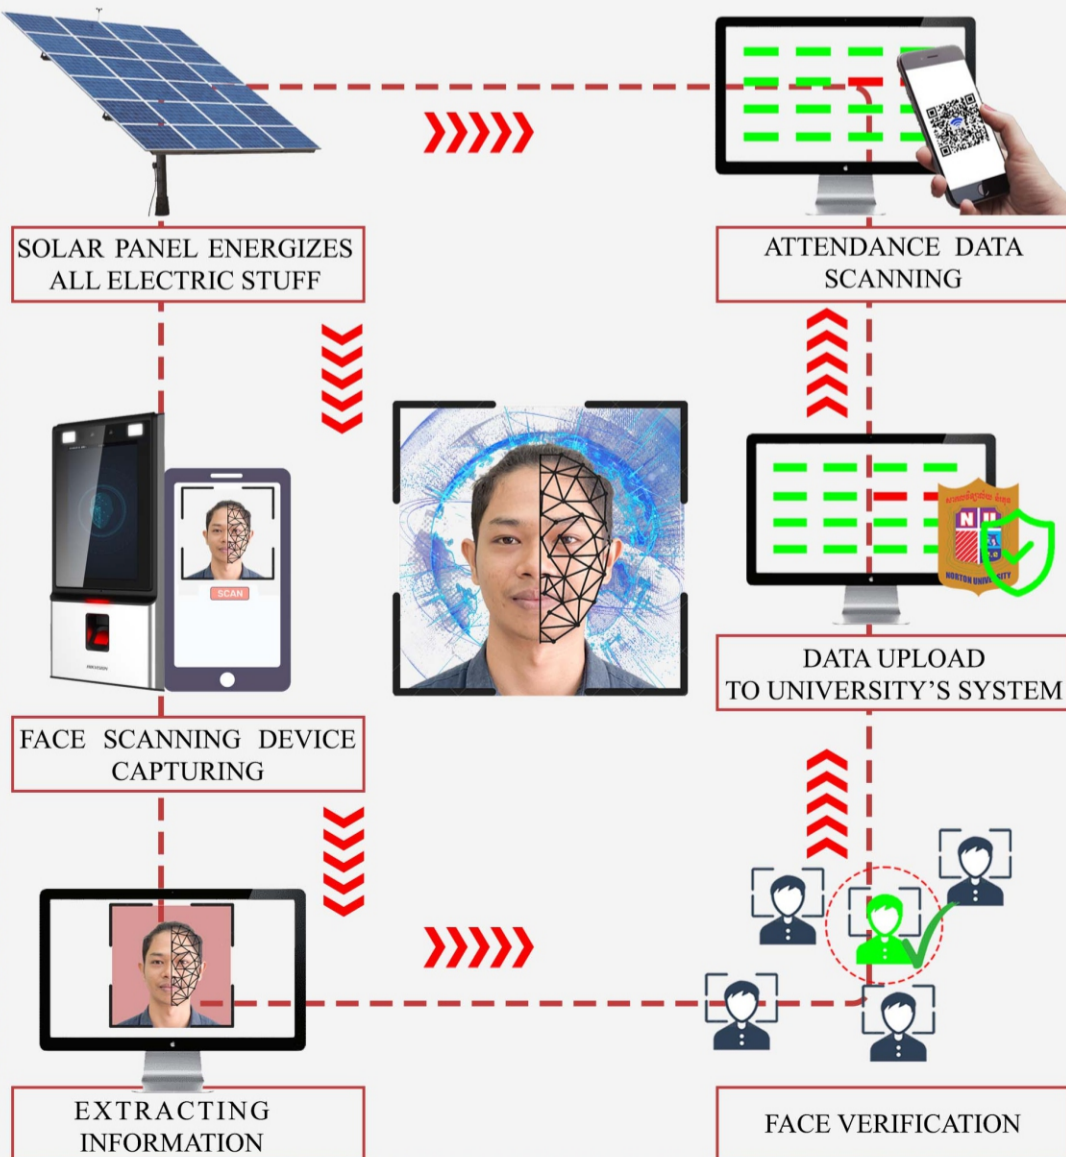 SOLAR PANEL ENERGIZES
ALL ELECTRIC STUFF
ATTENDANCE DATA
SCANNING
SCAN
NU
NORTON UNIVERSITY
FACE SCANNING DEVICE
CAPTURING
DATA UPLOAD
TO UNIVERSITY'S SYSTEM
EXTRACTING
INFORMATION
FACE VERIFICATION